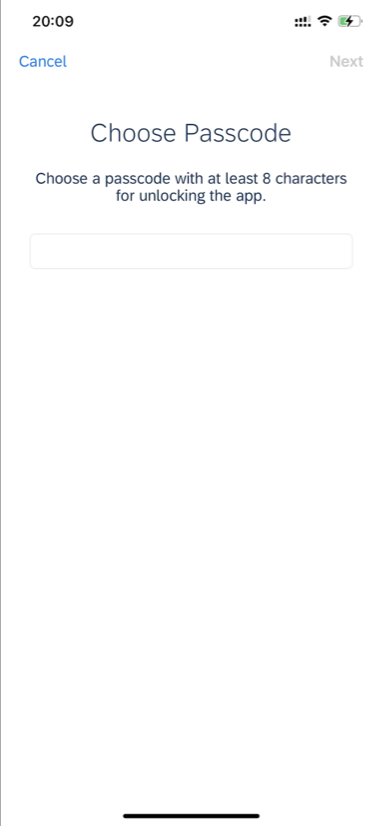 20:09
Cancel
Next
Choose Passcode
Choose a passcode with at least 8 characters
for unlocking the app.